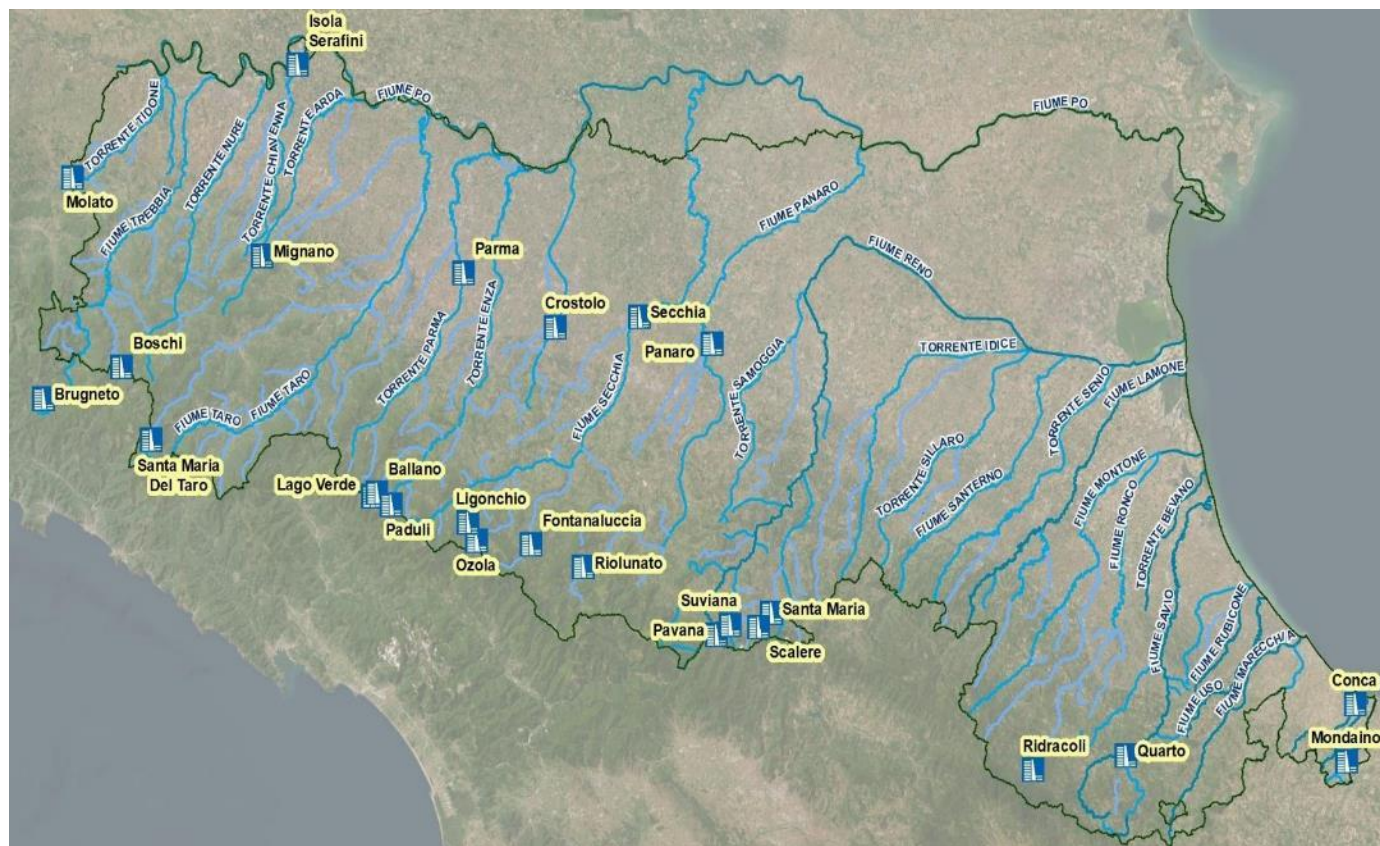 Isola
Serafini
FIUME PO
FIUME PO
TORRENTE TIDONE
TORRENTE NURE
TORRENTE CHIAVENNA
TORRENTE ARDA
Molato
FIUME TREBBIA
FIUME PANARO
Mignano
Parma
FIUME RENO
Crostolo
Secchia
Panaro
Boschi
TORRENTE PARMA
TORRENTE ENZA
TORRENTE IDICE
Brugneto
FIUME TARO
FIUME TARO
FIUME SECCHIA
TORRENTE SAMOGGIA
TORRENTE SENIO
FIUME LAMONE
Santa Maria
Del Taro
Lago Verde
Ballano
Paduli
Ligonchio
Ozola
Fontanaluccia
Riolunato
TORRENTE SILLARO
FIUME SANTERNO
FIUME MONTONE
FIUME RONCO
TORRENTE BEVANO
Suviana
Santa Maria
Pavana
Scalere
FIUME SAVIO
FIUME RUBICONE
FIUME USO
FIUME MARECCHIA
Conca
Mondaino
Ridracoli
Quarto